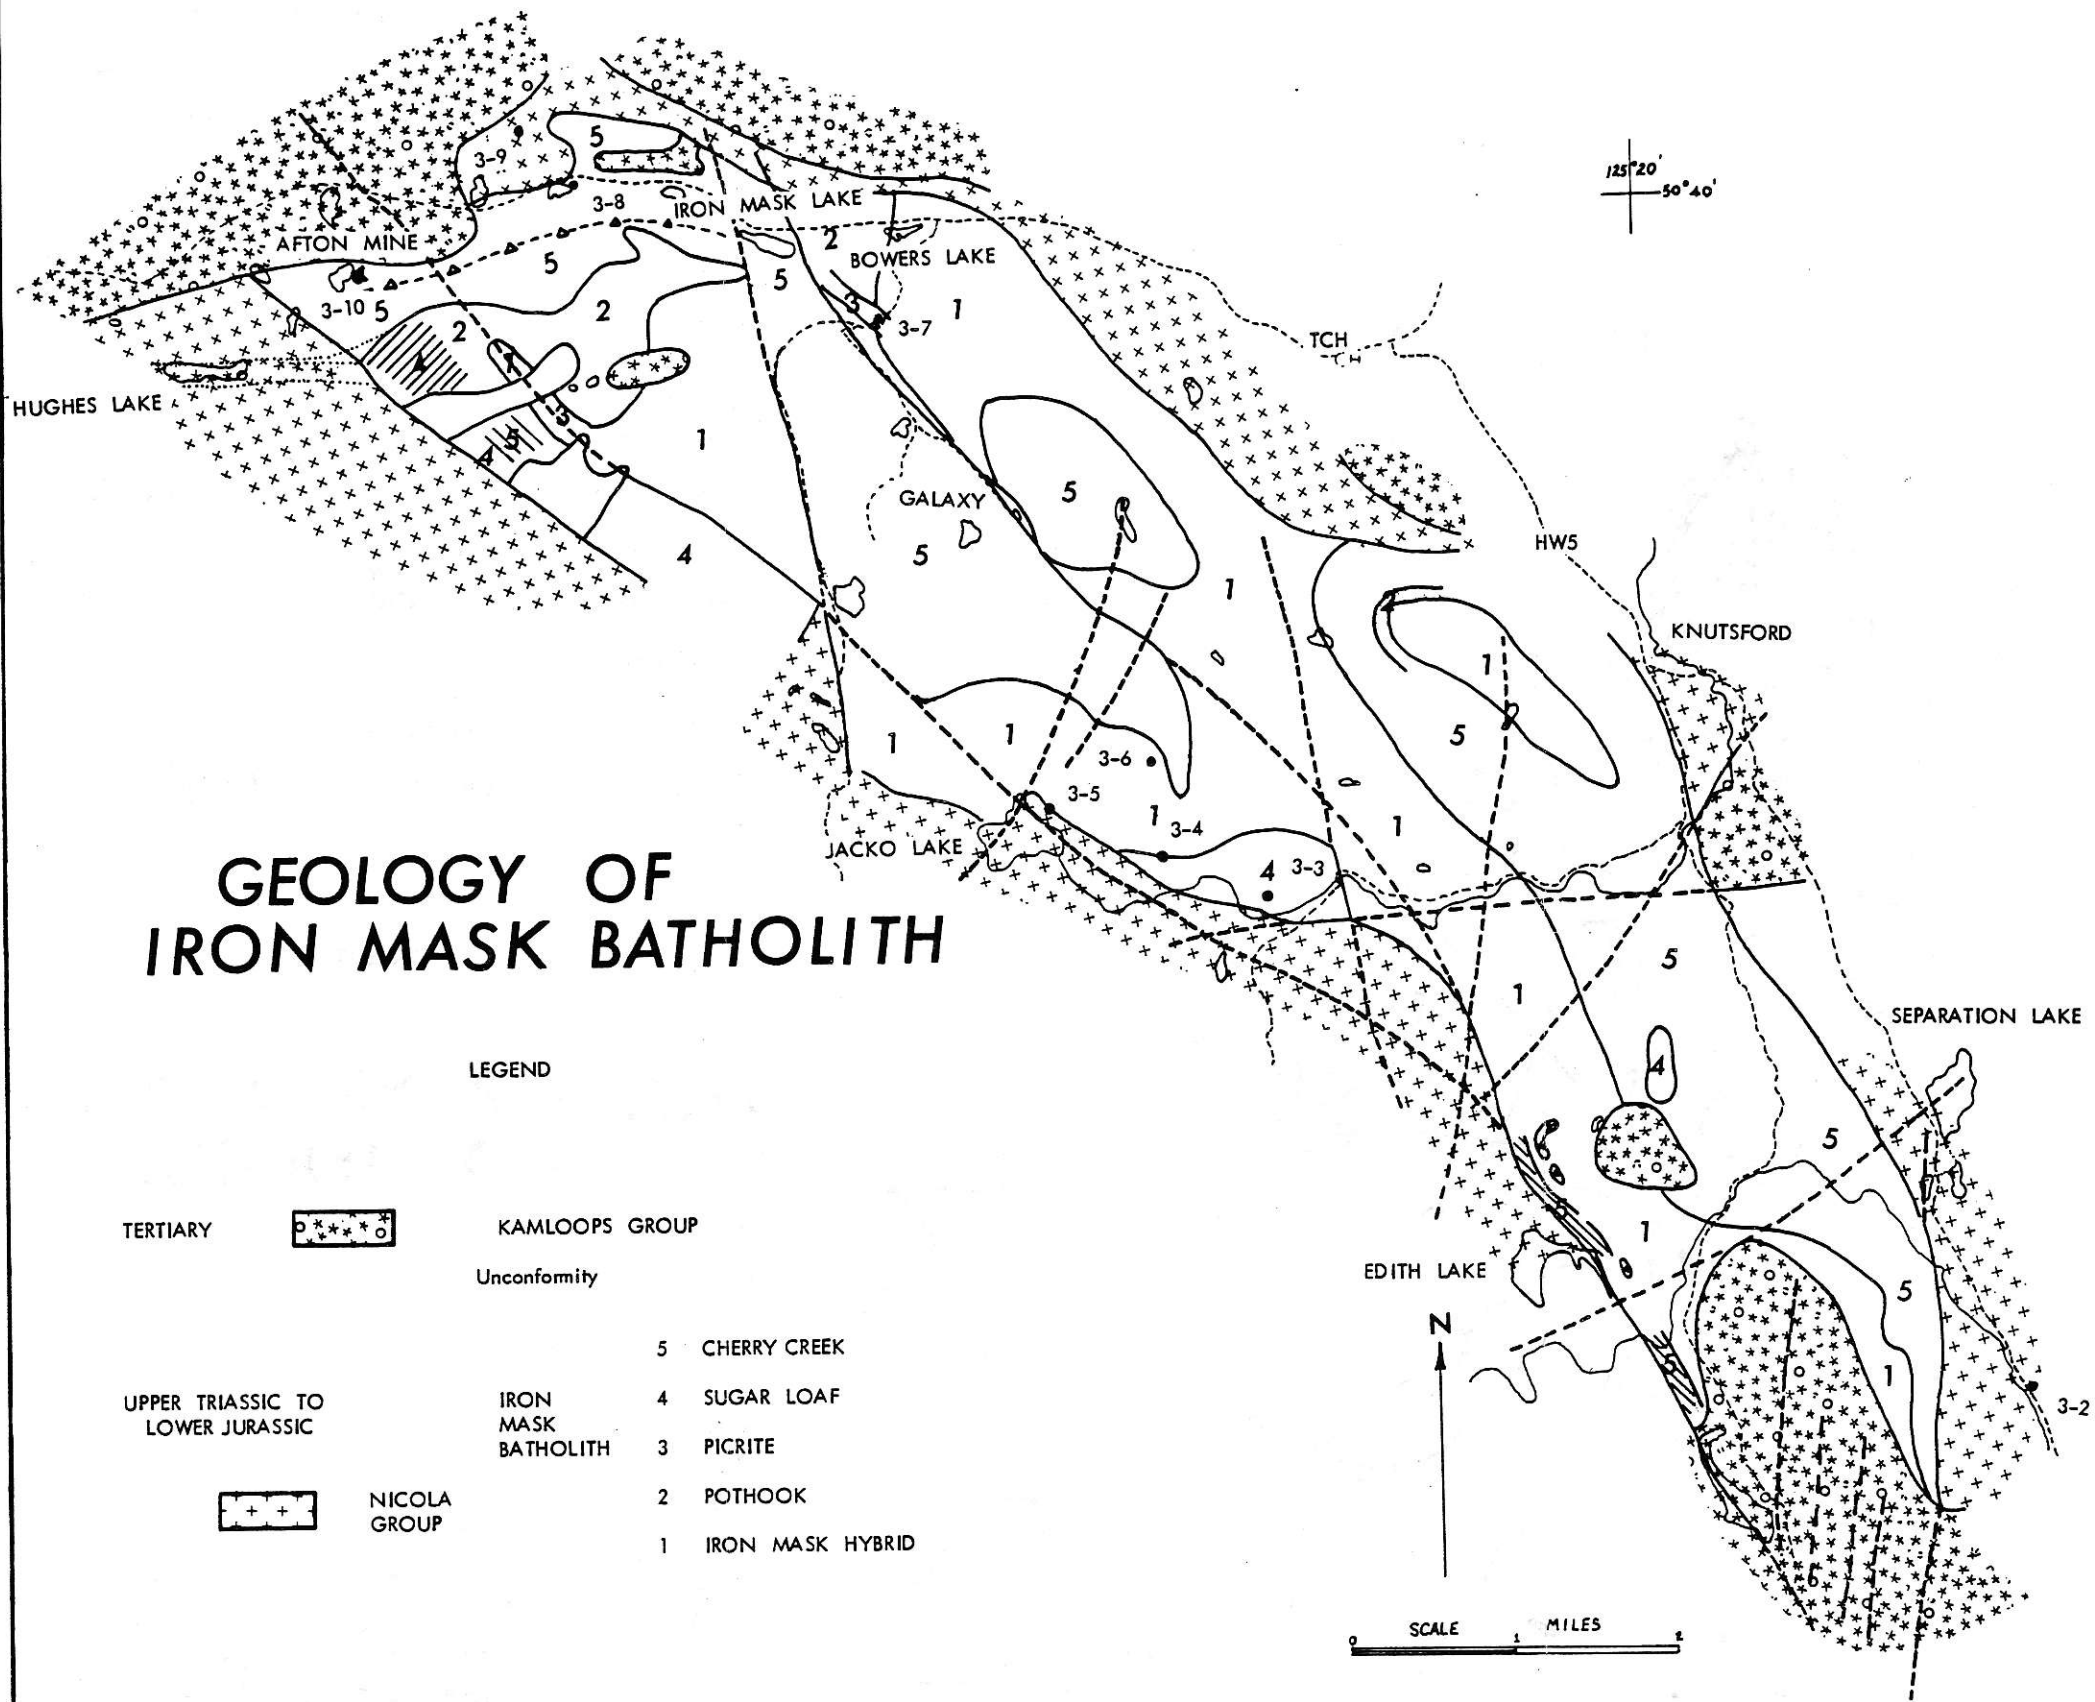 125°20'
50°40'
5
3-9
3-8
IRON MASK LAKE
AFTON MINE
2
BOWERS LAKE
5
5
3-10 5
2
2
3
3-7
1
TCH
HUGHES LAKE
1
3
5
4
1
GALAXY
5
5
4
HW5
1
2
KNUTSFORD
1
5
1
1
3-6
3-5
1
3-4
1
JACKO LAKE
4
3-3
GEOLOGY OF
IRON MASK BATHOLITH
5
1
SEPARATION LAKE
4
5
5
1
EDITH LAKE
5
N
5
1
3-2
LEGEND
TERTIARY
KAMLOOPS GROUP
Unconformity
5 CHERRY CREEK
UPPER TRIASSIC TO
LOWER JURASSIC
IRON
MASK
BATHOLITH
4 SUGAR LOAF
3 PICRITE
NICOLA
GROUP
2 POTHOOK
1 IRON MASK HYBRID
SCALE MILES
0 1 2